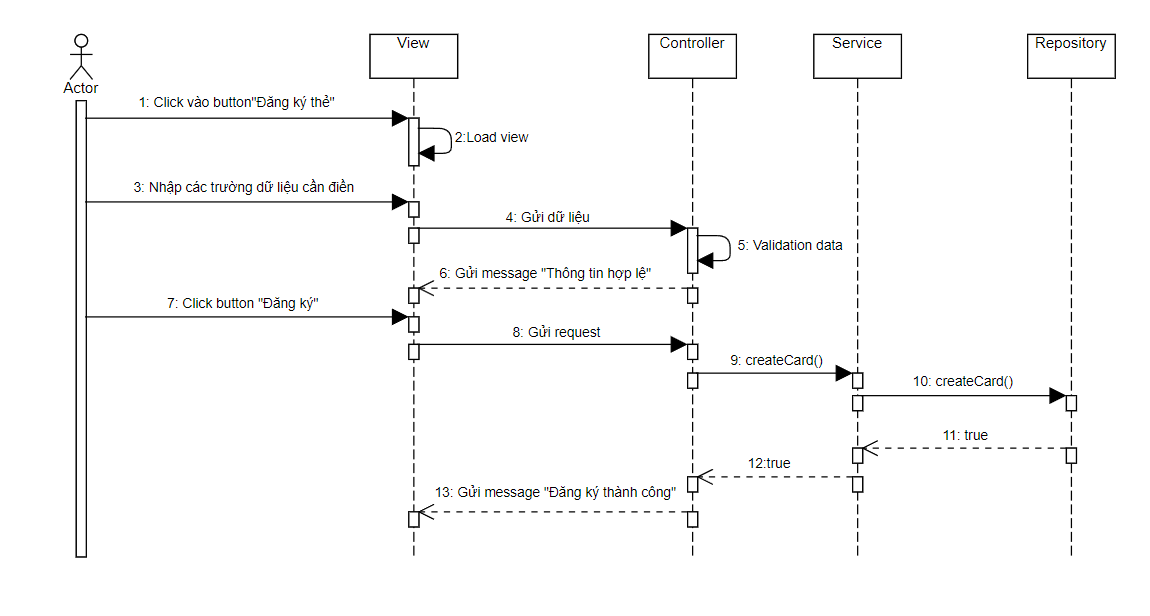 View
Controller
Service
Repository
Actor
1: Click vào button"Đăng ký thẻ"
2:Load view
3: Nhập các trường dữ liệu cần điền
4: Gửi dữ liệu
5: Validation data
6: Gửi message "Thông tin hợp lệ"
7: Click button "Đăng ký"
8: Gửi request
9: createCard()
10: createCard()
11: true
12:true
13: Gửi message "Đăng ký thành công"